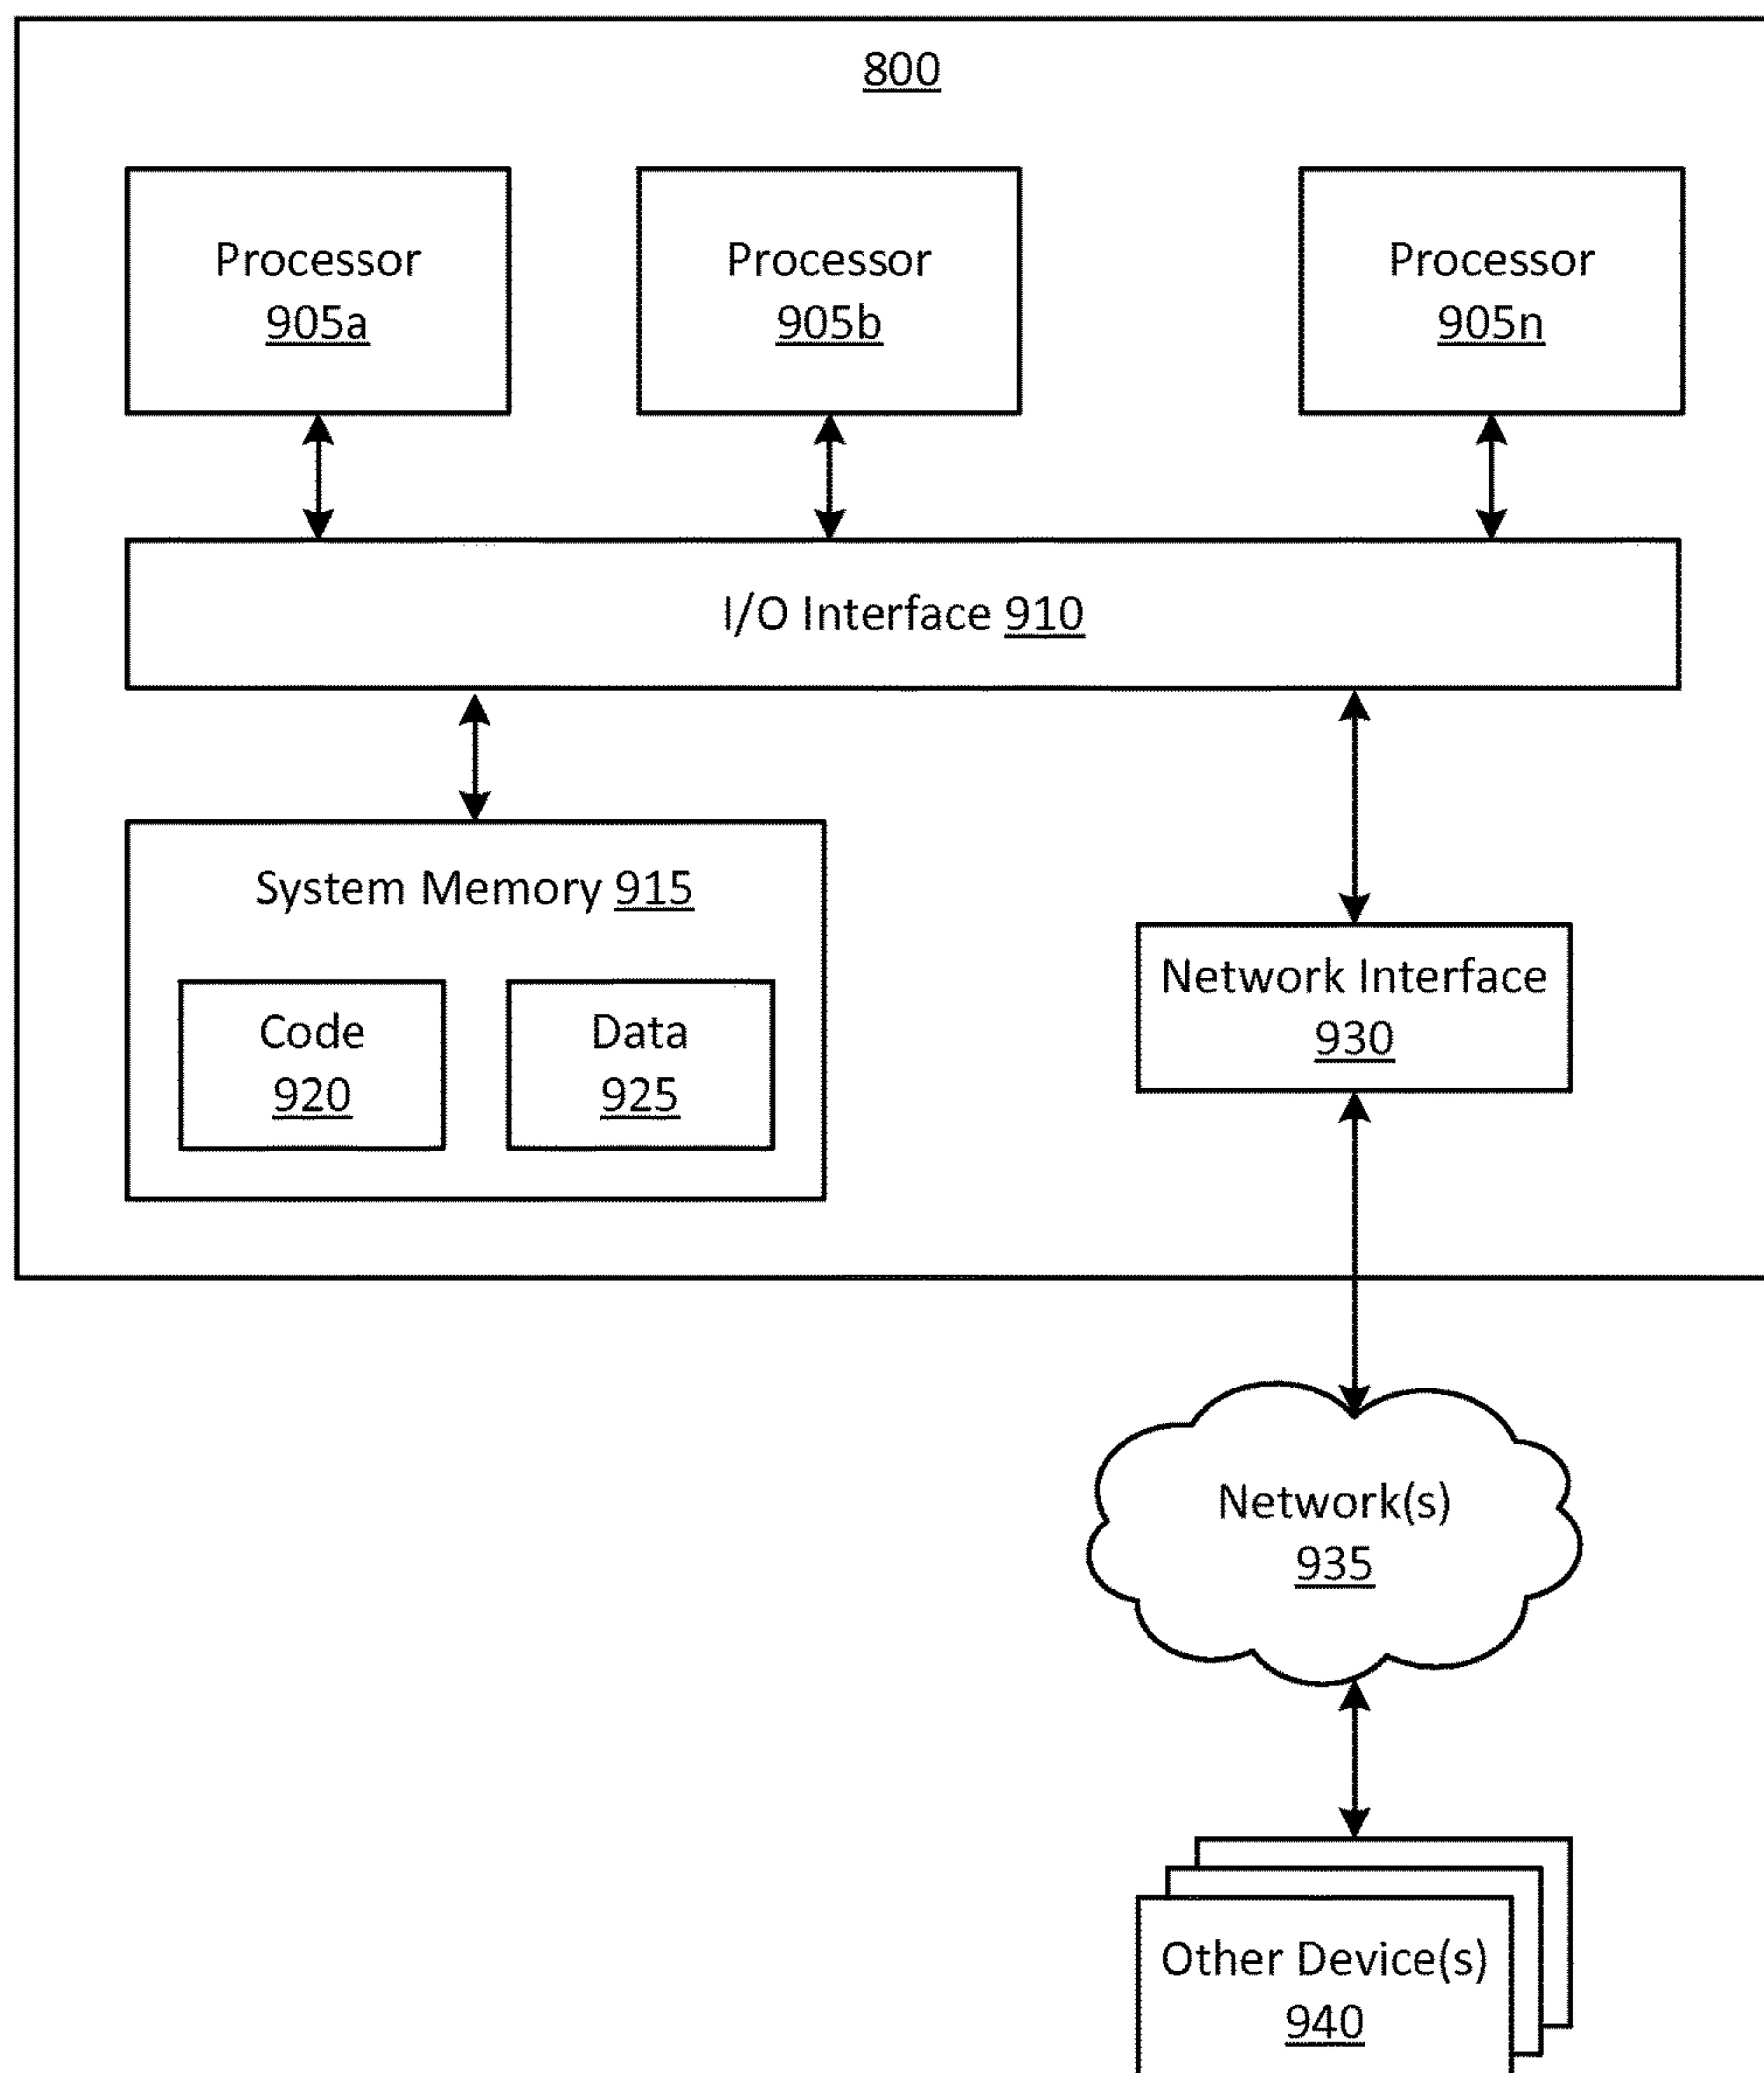 800
Processor
905a
Processor
905b
Processor
905n
I/O Interface 910
System Memory 915
Code
920
Data
925
Network Interface
930
Network(s)
935
Other Device(s)
940